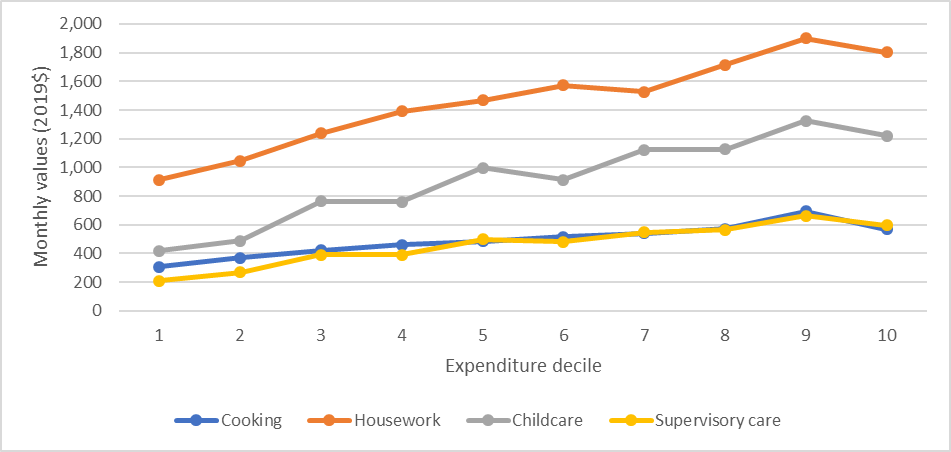 2,000
1,800
1,600
1,400
1,200
1,000
800
600
400
200
0
Monthly values (2019$)
1 2 3 4 5 6 7 8 9 10
Expenditure decile
Cooking Housework Childcare Supervisory care